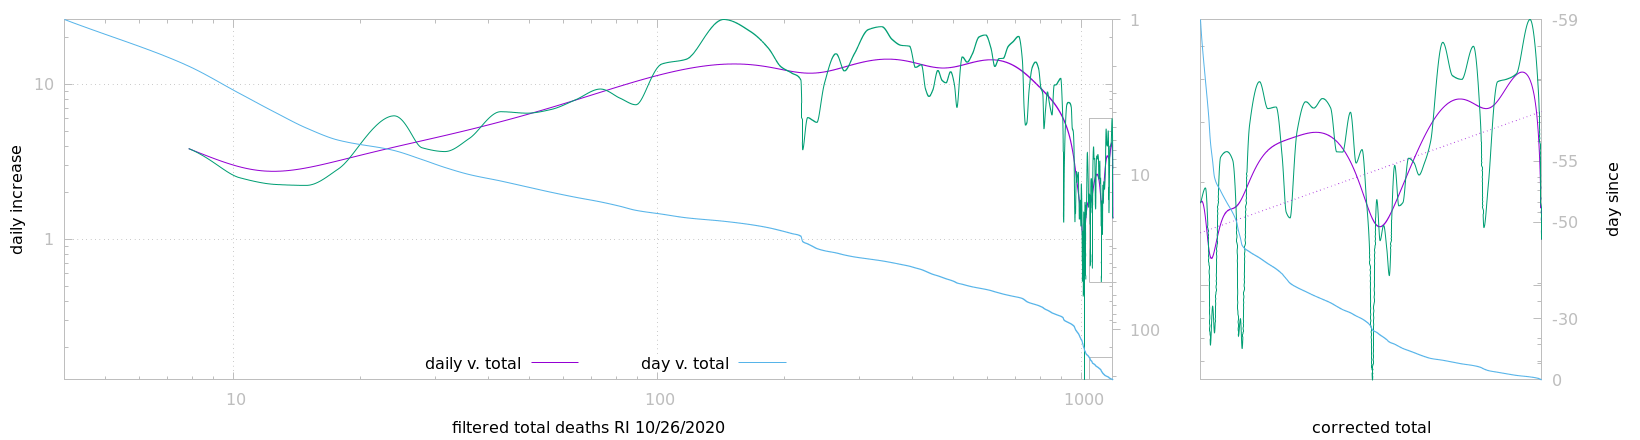 1
-59
10
10
-55
-50
daily increase
day since
1
-30
100
daily v. total
day v. total
0
10
100
1000
filtered total deaths RI 10/26/2020
corrected total